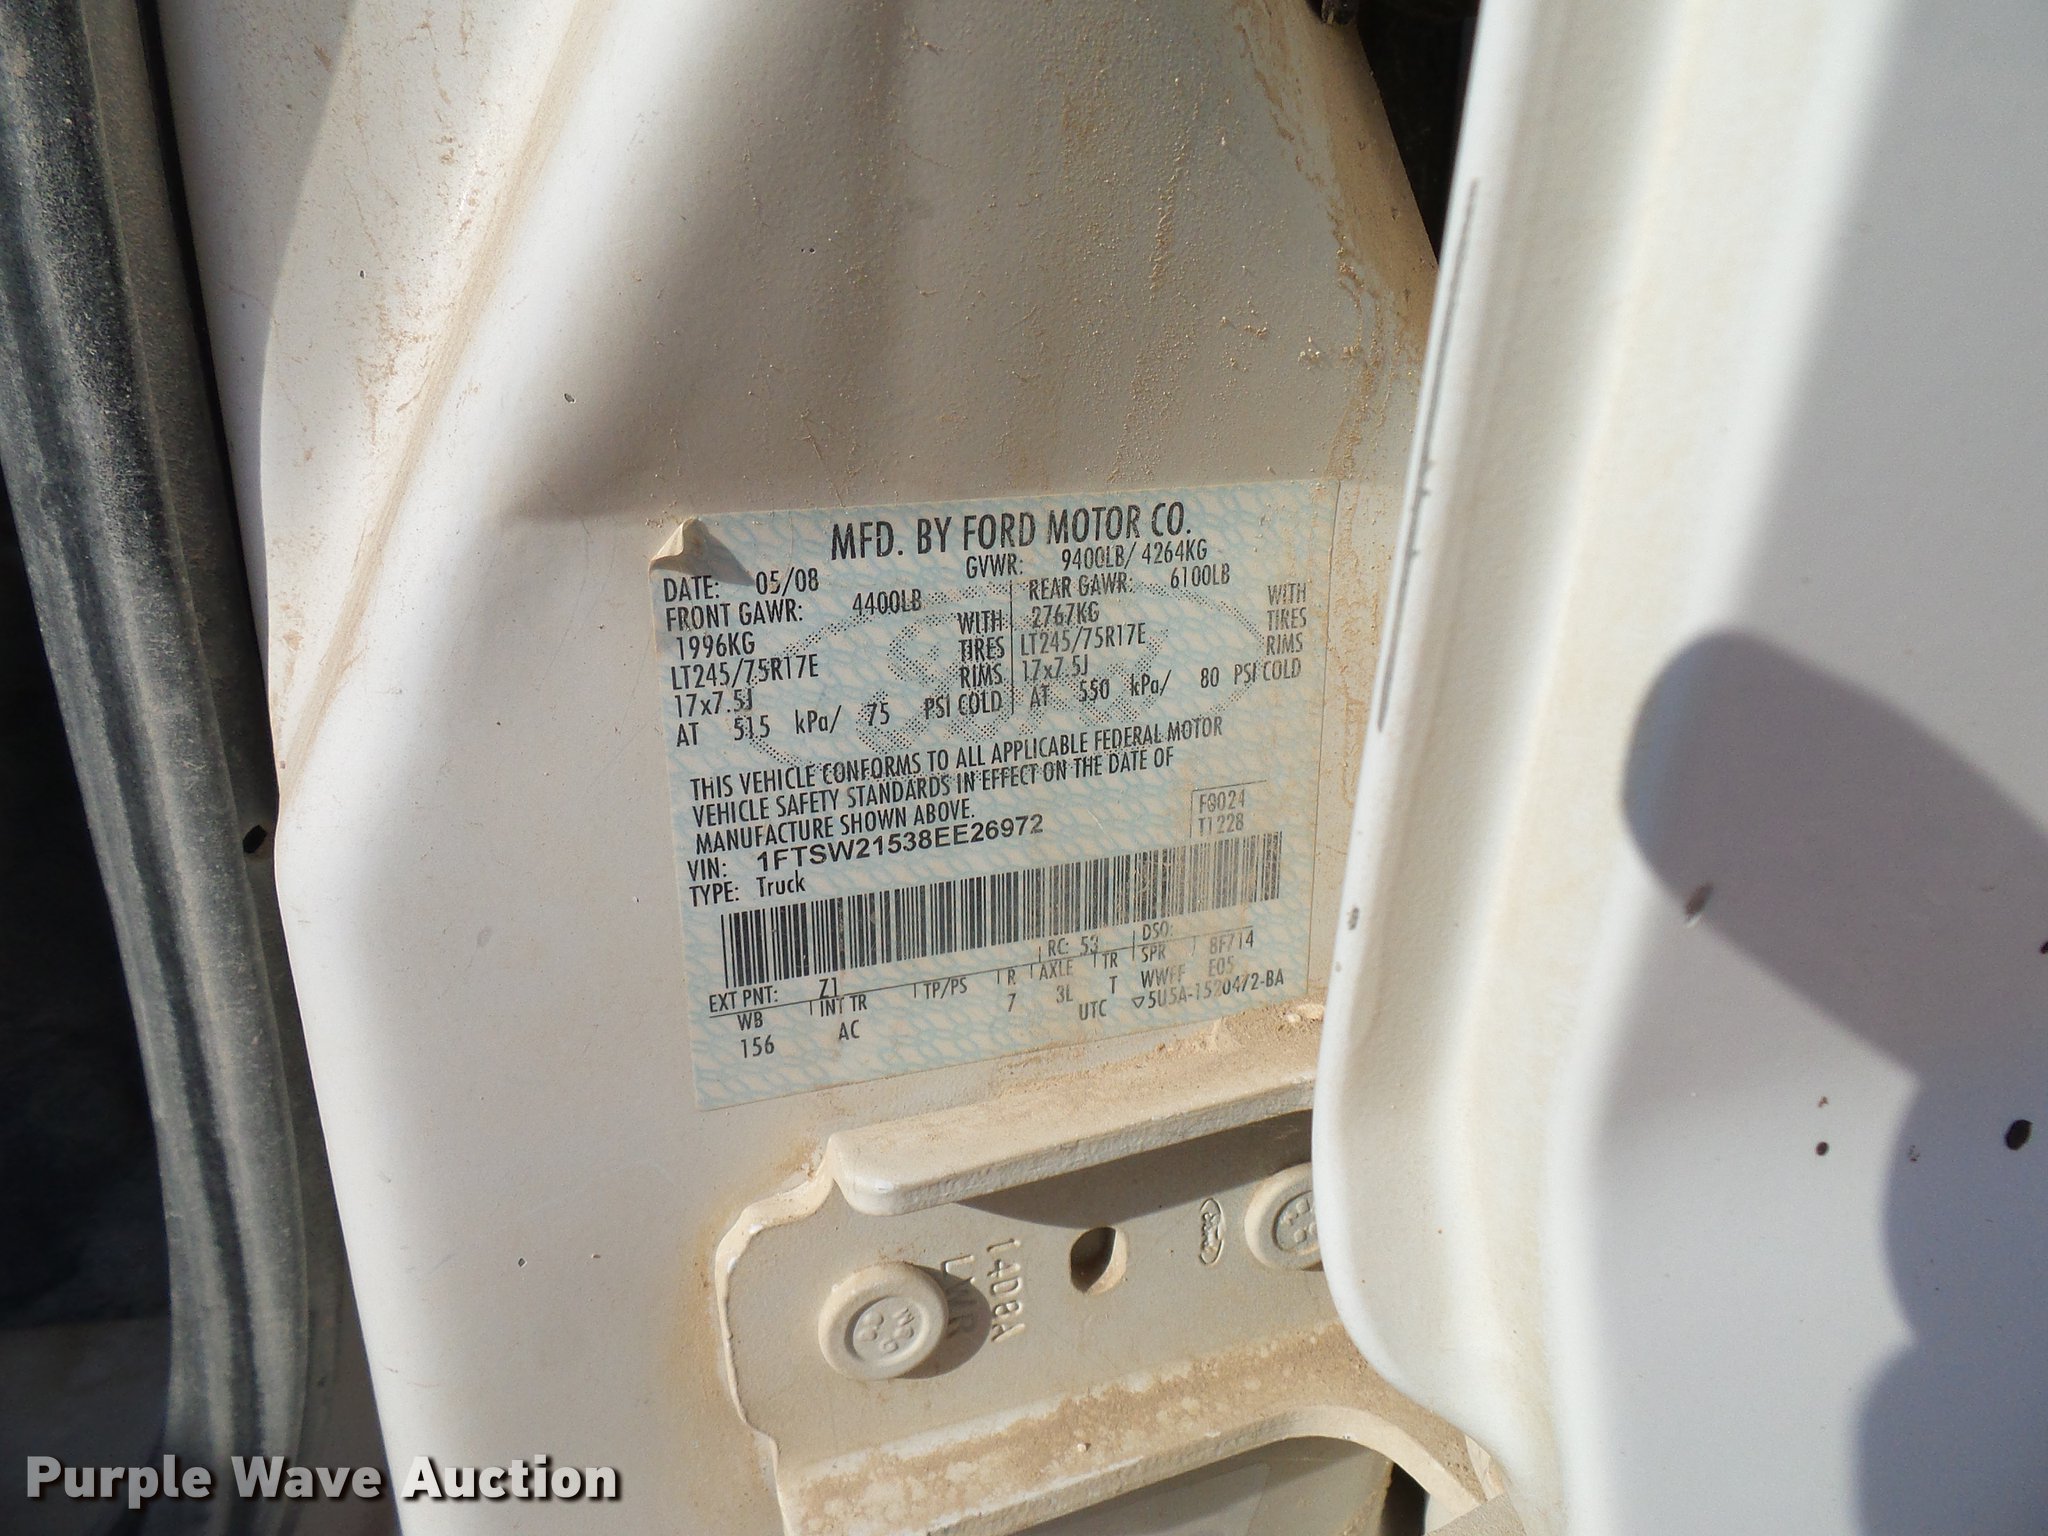 MFD. BY FORD MOTOR CO.
DATE: 05/08 GVWR: 9400LB/ 4264KG
FRONT GAWR: 4400LB REAR GAWR: 6100LB
1996KG WITH 2767KG WITH
LT245/75R17E TIRES LT245/75R17E TIRES
17x7.5J RIMS 17x7.5J RIMS
AT 515 kPa/ 75 PSI COLD AT 550 kPa/ 80 PSI COLD
THIS VEHICLE CONFORMS TO ALL APPLICABLE FEDERAL MOTOR
VEHICLE SAFETY STANDARDS IN EFFECT ON THE DATE OF
MANUFACTURE SHOWN ABOVE.
VIN: 1FTSW21538EE26972
F0024
TYPE: Truck
T1228
EXT PNT: Z1 RC: 53 DSO:
WB INT TR TP/PS R AXLE TR SPR 8F714
156 AC 7 3L T WWFF E05
UTC ▽5U5A-1520472-BA
Ford
140BA
LWR
Purple Wave Auction